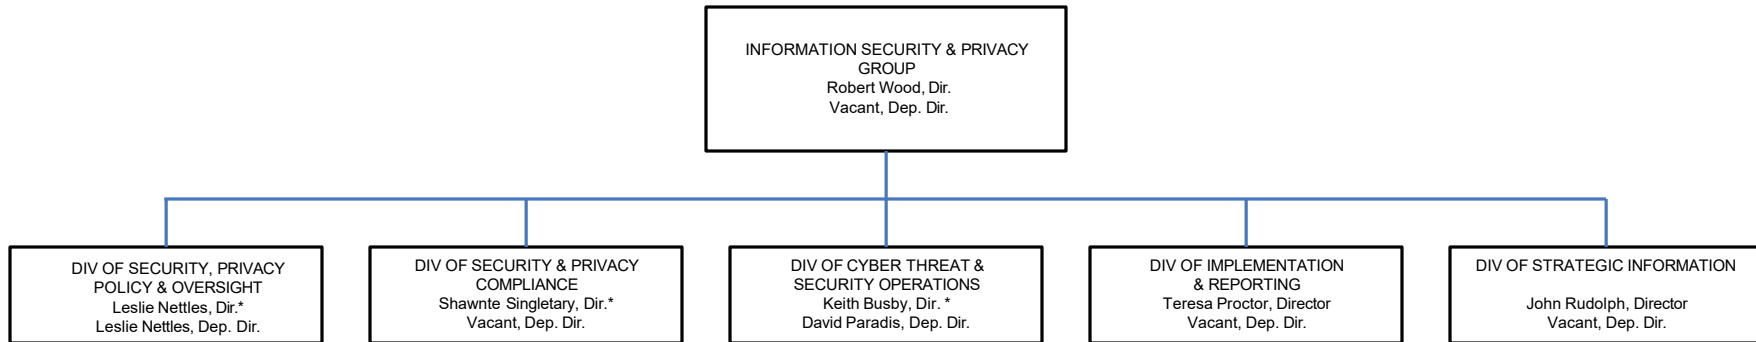 INFORMATION SECURITY & PRIVACY
GROUP
Robert Wood, Dir.
Vacant, Dep. Dir.
DIV OF SECURITY, PRIVACY
POLICY & OVERSIGHT
Leslie Nettles, Dir.*
Leslie Nettles, Dep. Dir.
DIV OF SECURITY & PRIVACY
COMPLIANCE
Shawnte Singletary, Dir.*
Vacant, Dep. Dir.
DIV OF CYBER THREAT &
SECURITY OPERATIONS
Keith Busby, Dir. *
David Paradis, Dep. Dir.
DIV OF IMPLEMENTATION
& REPORTING
Teresa Proctor, Director
Vacant, Dep. Dir.
DIV OF STRATEGIC INFORMATION
John Rudolph, Director
Vacant, Dep. Dir.